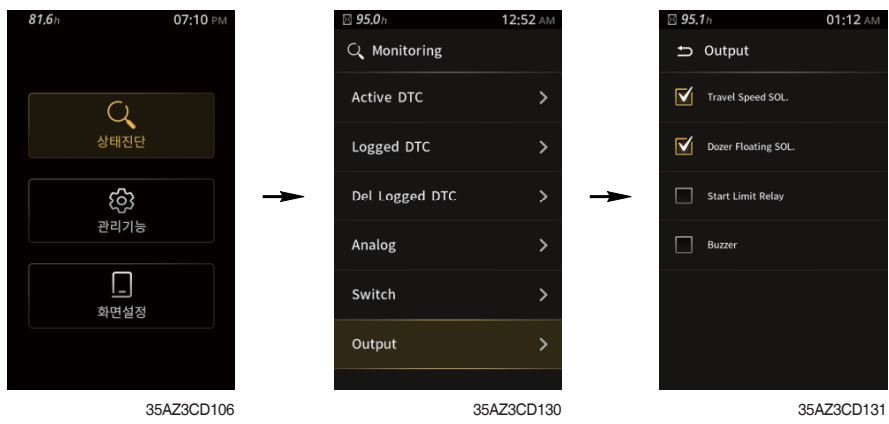 81.6h 07:10 PM
상태진단
관리기능
화면설정
35AZ3CD106
95.0h 12:52 AM
Monitoring
Active DTC
Logged DTC
Del Logged DTC
Analog
Switch
Output
35AZ3CD130
95.1h 01:12 AM
Output
Travel Speed SOL.
Dozer Floating SOL.
Start Limit Relay
Buzzer
35AZ3CD131